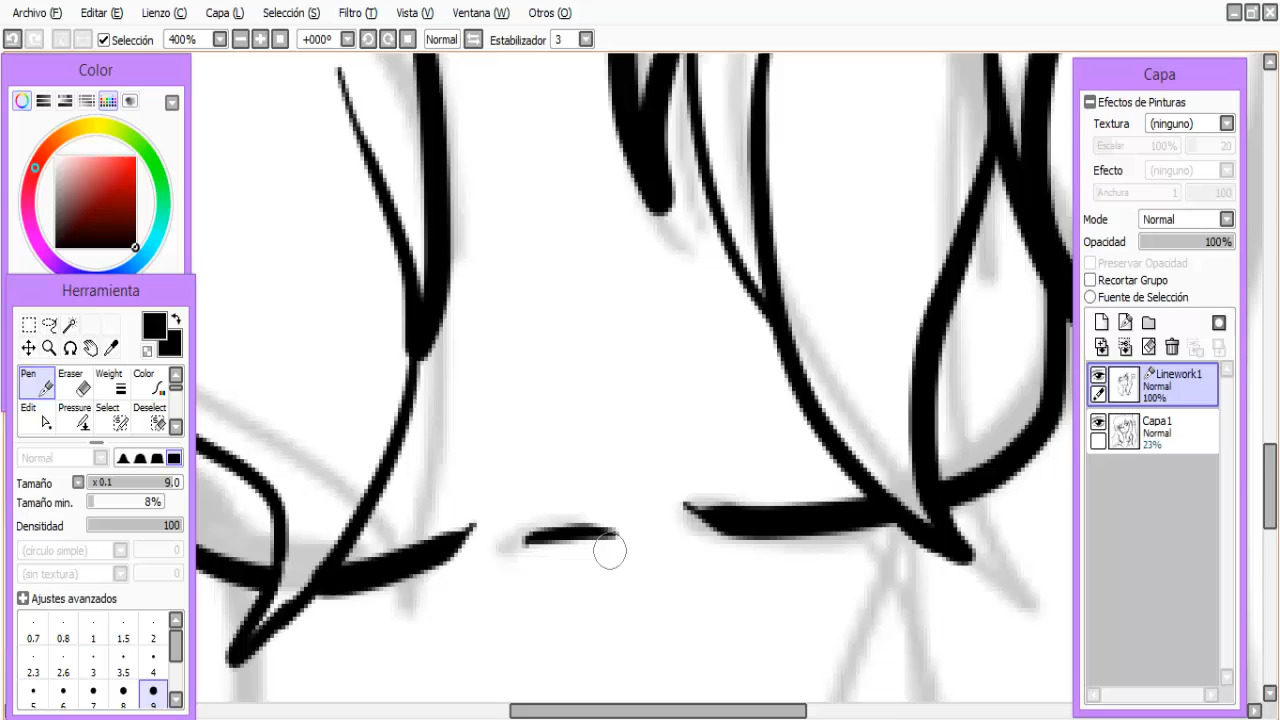 Archivo (F) Editar (E) Lienzo (C) Capa (L) Selección (S) Filtro (T) Vista (V) Ventana (W) Otros (O)
Selección 400% +000º Normal Estabilizador 3
Color
Herramienta
Pen Eraser Weight Color
Edit Pressure Select Deselect
Normal
Tamaño x 0.1 9.0
Tamaño min. 8%
Densitidad 100
(círculo simple) 0
(sin textura) 0
Ajustes avanzados
0.7 0.8 1 1.5 2
2.3 2.6 3 3.5 4
5 6 7 8 9
Capa
Efectos de Pinturas
Textura (ninguno)
Escalar 100% 20
Efecto (ninguno)
Anchura 1 100
Mode Normal
Opacidad 100%
Preservar Opacidad
Recortar Grupo
Fuente de Selección
Linework1
Normal
100%
Capa1
Normal
23%